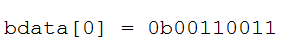 bdata[0] = 0b00110011